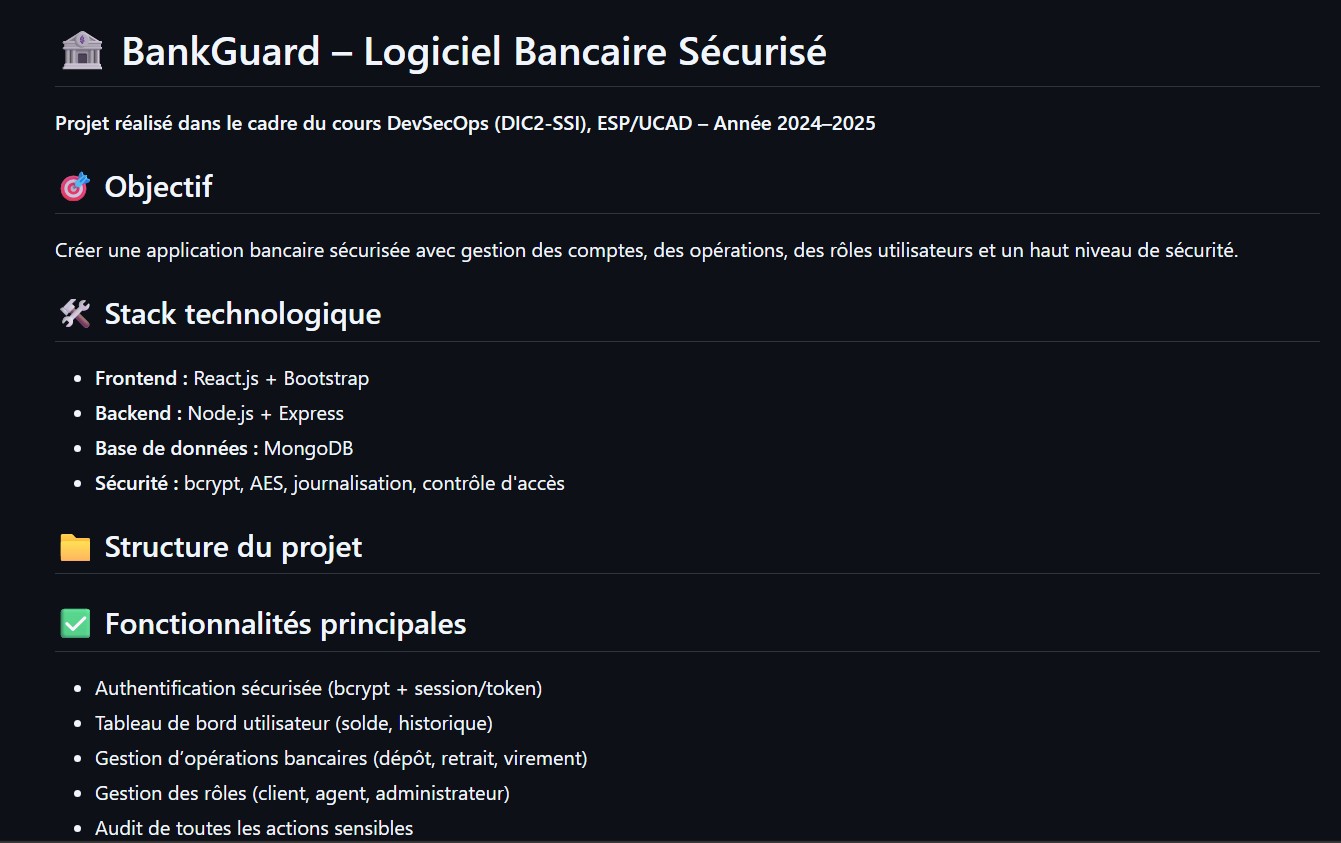 BankGuard – Logiciel Bancaire Sécurisé
Projet réalisé dans le cadre du cours DevSecOps (DIC2-SSI), ESP/UCAD – Année 2024–2025
Objectif
Créer une application bancaire sécurisée avec gestion des comptes, des opérations, des rôles utilisateurs et un haut niveau de sécurité.
Stack technologique
Frontend : React.js + Bootstrap
Backend : Node.js + Express
Base de données : MongoDB
Sécurité : bcrypt, AES, journalisation, contrôle d'accès
Structure du projet
Fonctionnalités principales
Authentification sécurisée (bcrypt + session/token)
Tableau de bord utilisateur (solde, historique)
Gestion d’opérations bancaires (dépôt, retrait, virement)
Gestion des rôles (client, agent, administrateur)
Audit de toutes les actions sensibles